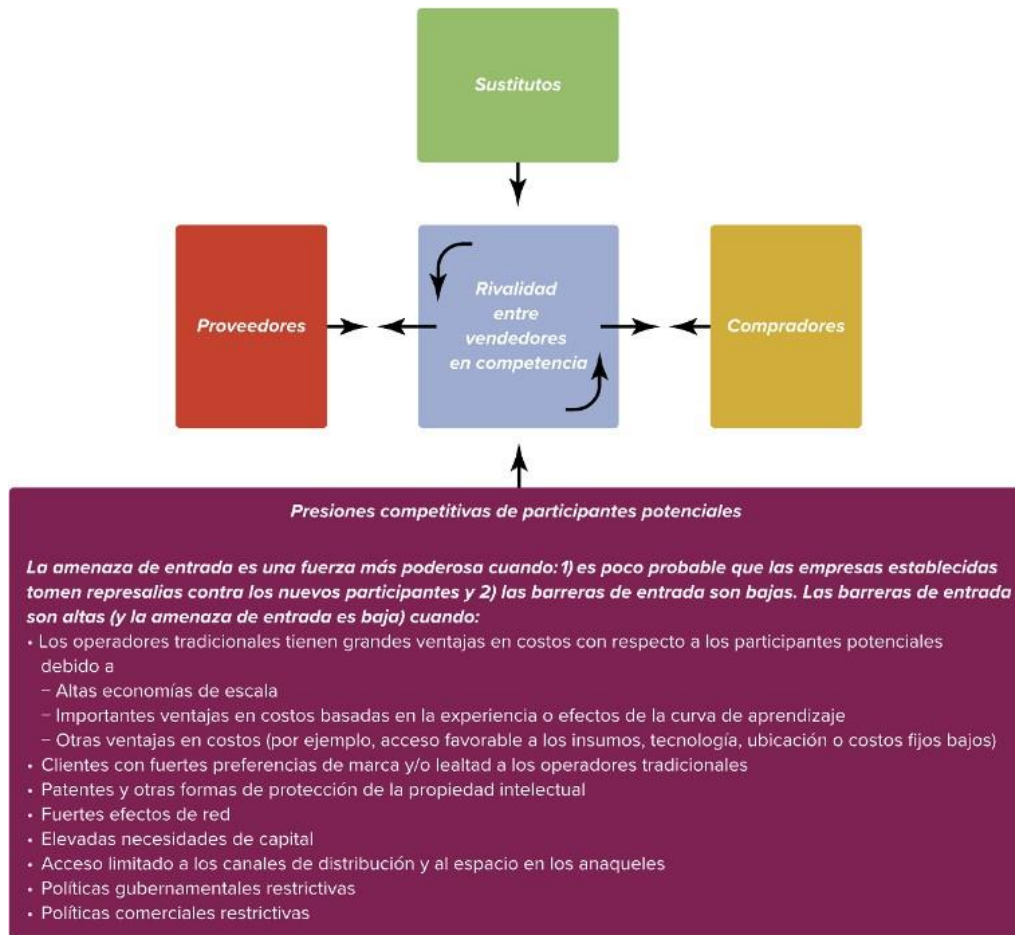 Sustitutos
Proveedores
Rivalidad
entre
vendedores
en competencia
Compradores
Presiones competitivas de participantes potenciales
La amenaza de entrada es una fuerza más poderosa cuando: 1) es poco probable que las empresas establecidas
tomen represalias contra los nuevos participantes y 2) las barreras de entrada son bajas. Las barreras de entrada
son altas (y la amenaza de entrada es baja) cuando:
• Los operadores tradicionales tienen grandes ventajas en costos con respecto a los participantes potenciales
debido a
– Altas economías de escala
– Importantes ventajas en costos basadas en la experiencia o efectos de la curva de aprendizaje
– Otras ventajas en costos (por ejemplo, acceso favorable a los insumos, tecnología, ubicación o costos fijos bajos)
• Clientes con fuertes preferencias de marca y/o lealtad a los operadores tradicionales
• Patentes y otras formas de protección de la propiedad intelectual
• Fuertes efectos de red
• Elevadas necesidades de capital
• Acceso limitado a los canales de distribución y al espacio en los anaqueles
• Políticas gubernamentales restrictivas
• Políticas comerciales restrictivas